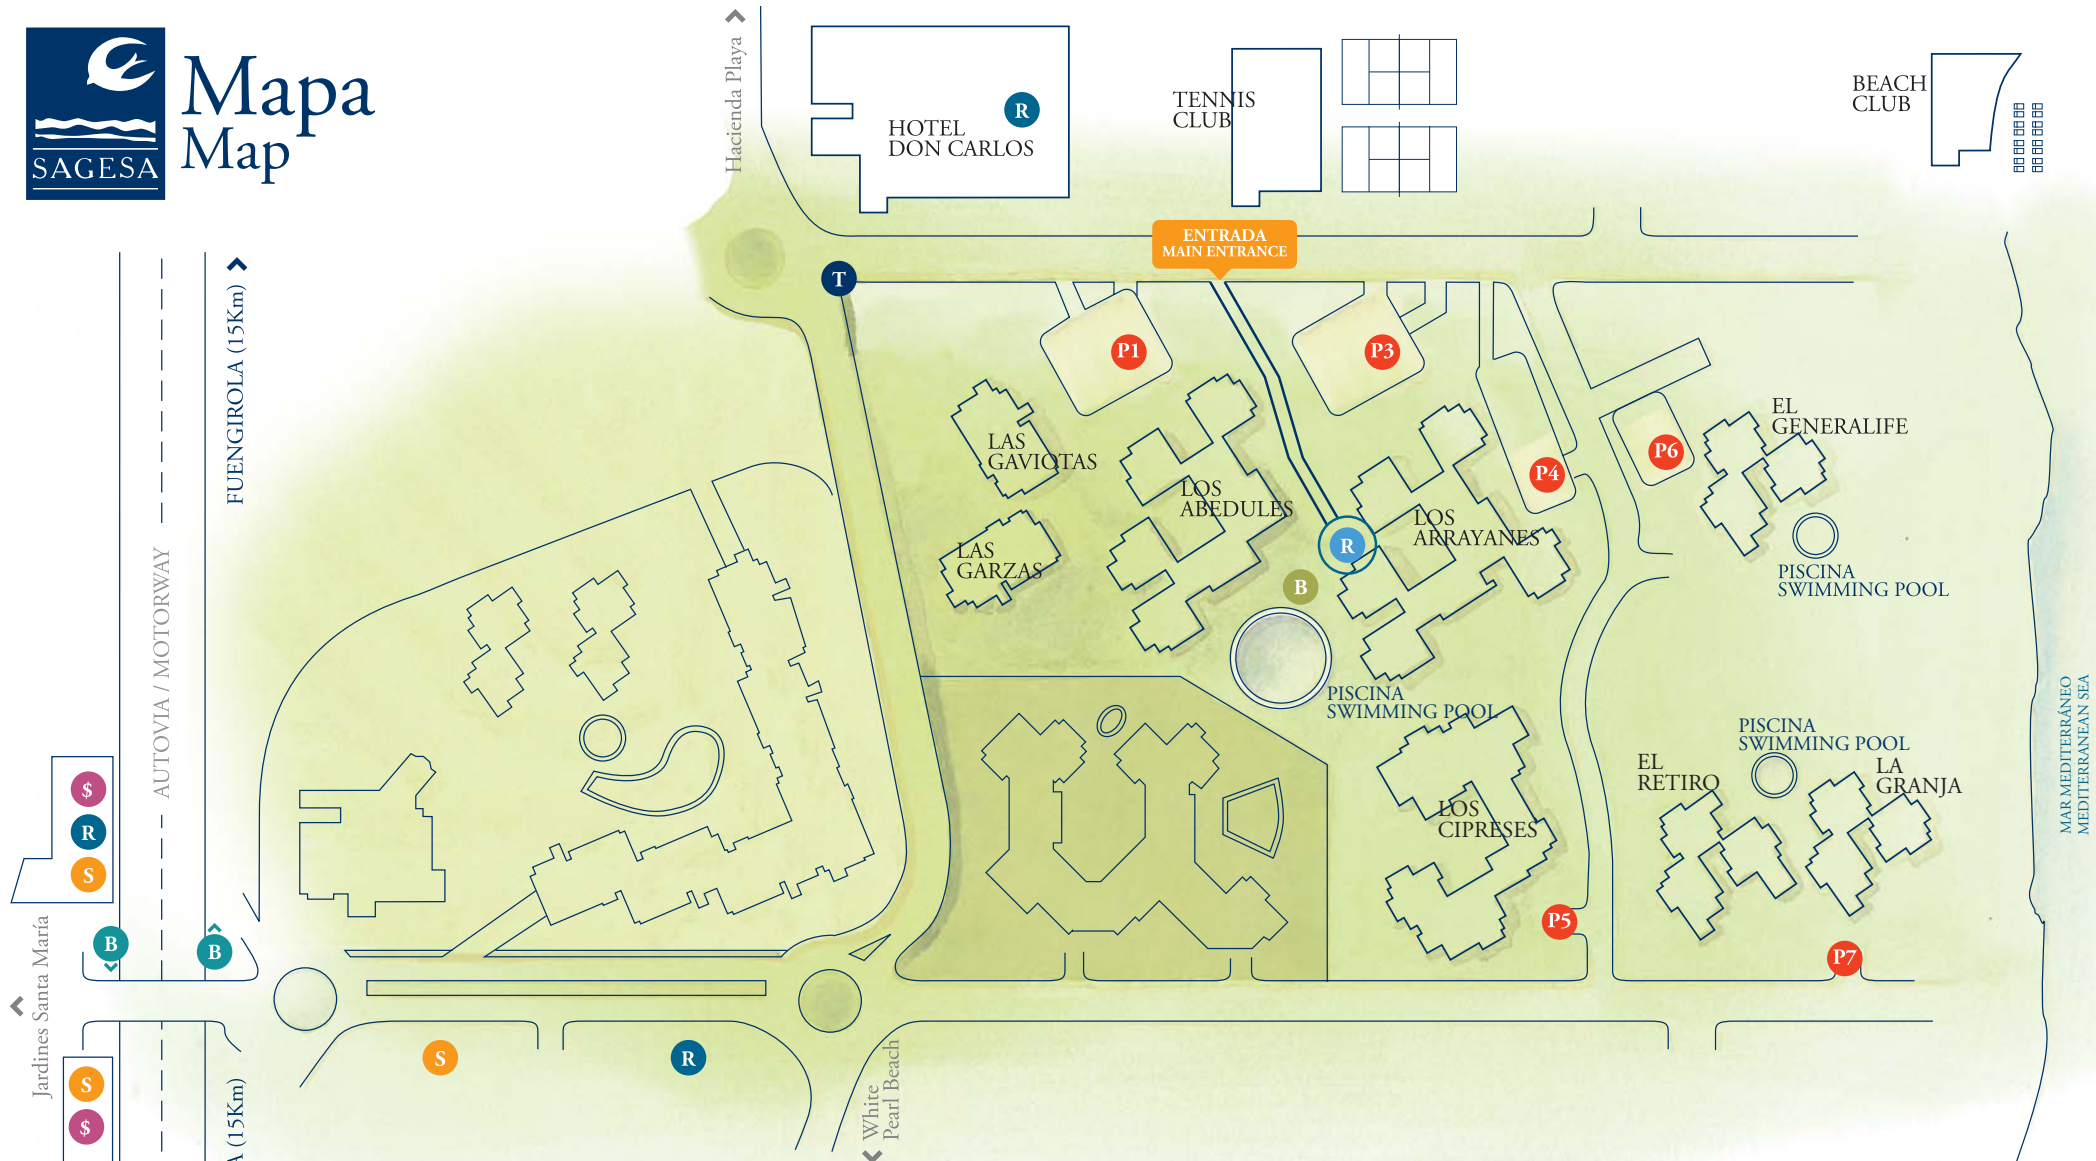 SAGESA
Mapa
Map
Hacienda Playa
HOTEL
DON CARLOS
R
TENNIS
CLUB
BEACH
CLUB
ENTRADA
MAIN ENTRANCE
T
FUENGIROLA (15Km)
AUTOVIA / MOTORWAY
P1
P3
P4
P6
LAS
GAVIOTAS
LOS
ABEDULES
LAS
GARZAS
LOS
ARRAYANES
R
B
EL
GENERALIFE
PISCINA
SWIMMING POOL
PISCINA
SWIMMING POOL
PISCINA
SWIMMING POOL
EL
RETIRO
LA
GRANJA
LOS
CIPRESES
P5
P7
MAR MEDITERRÁNEO
MEDITERRANEAN SEA
$
R
S
B
B
Jardines Santa María
S
$
S
R
White
Pearl Beach
(15Km)